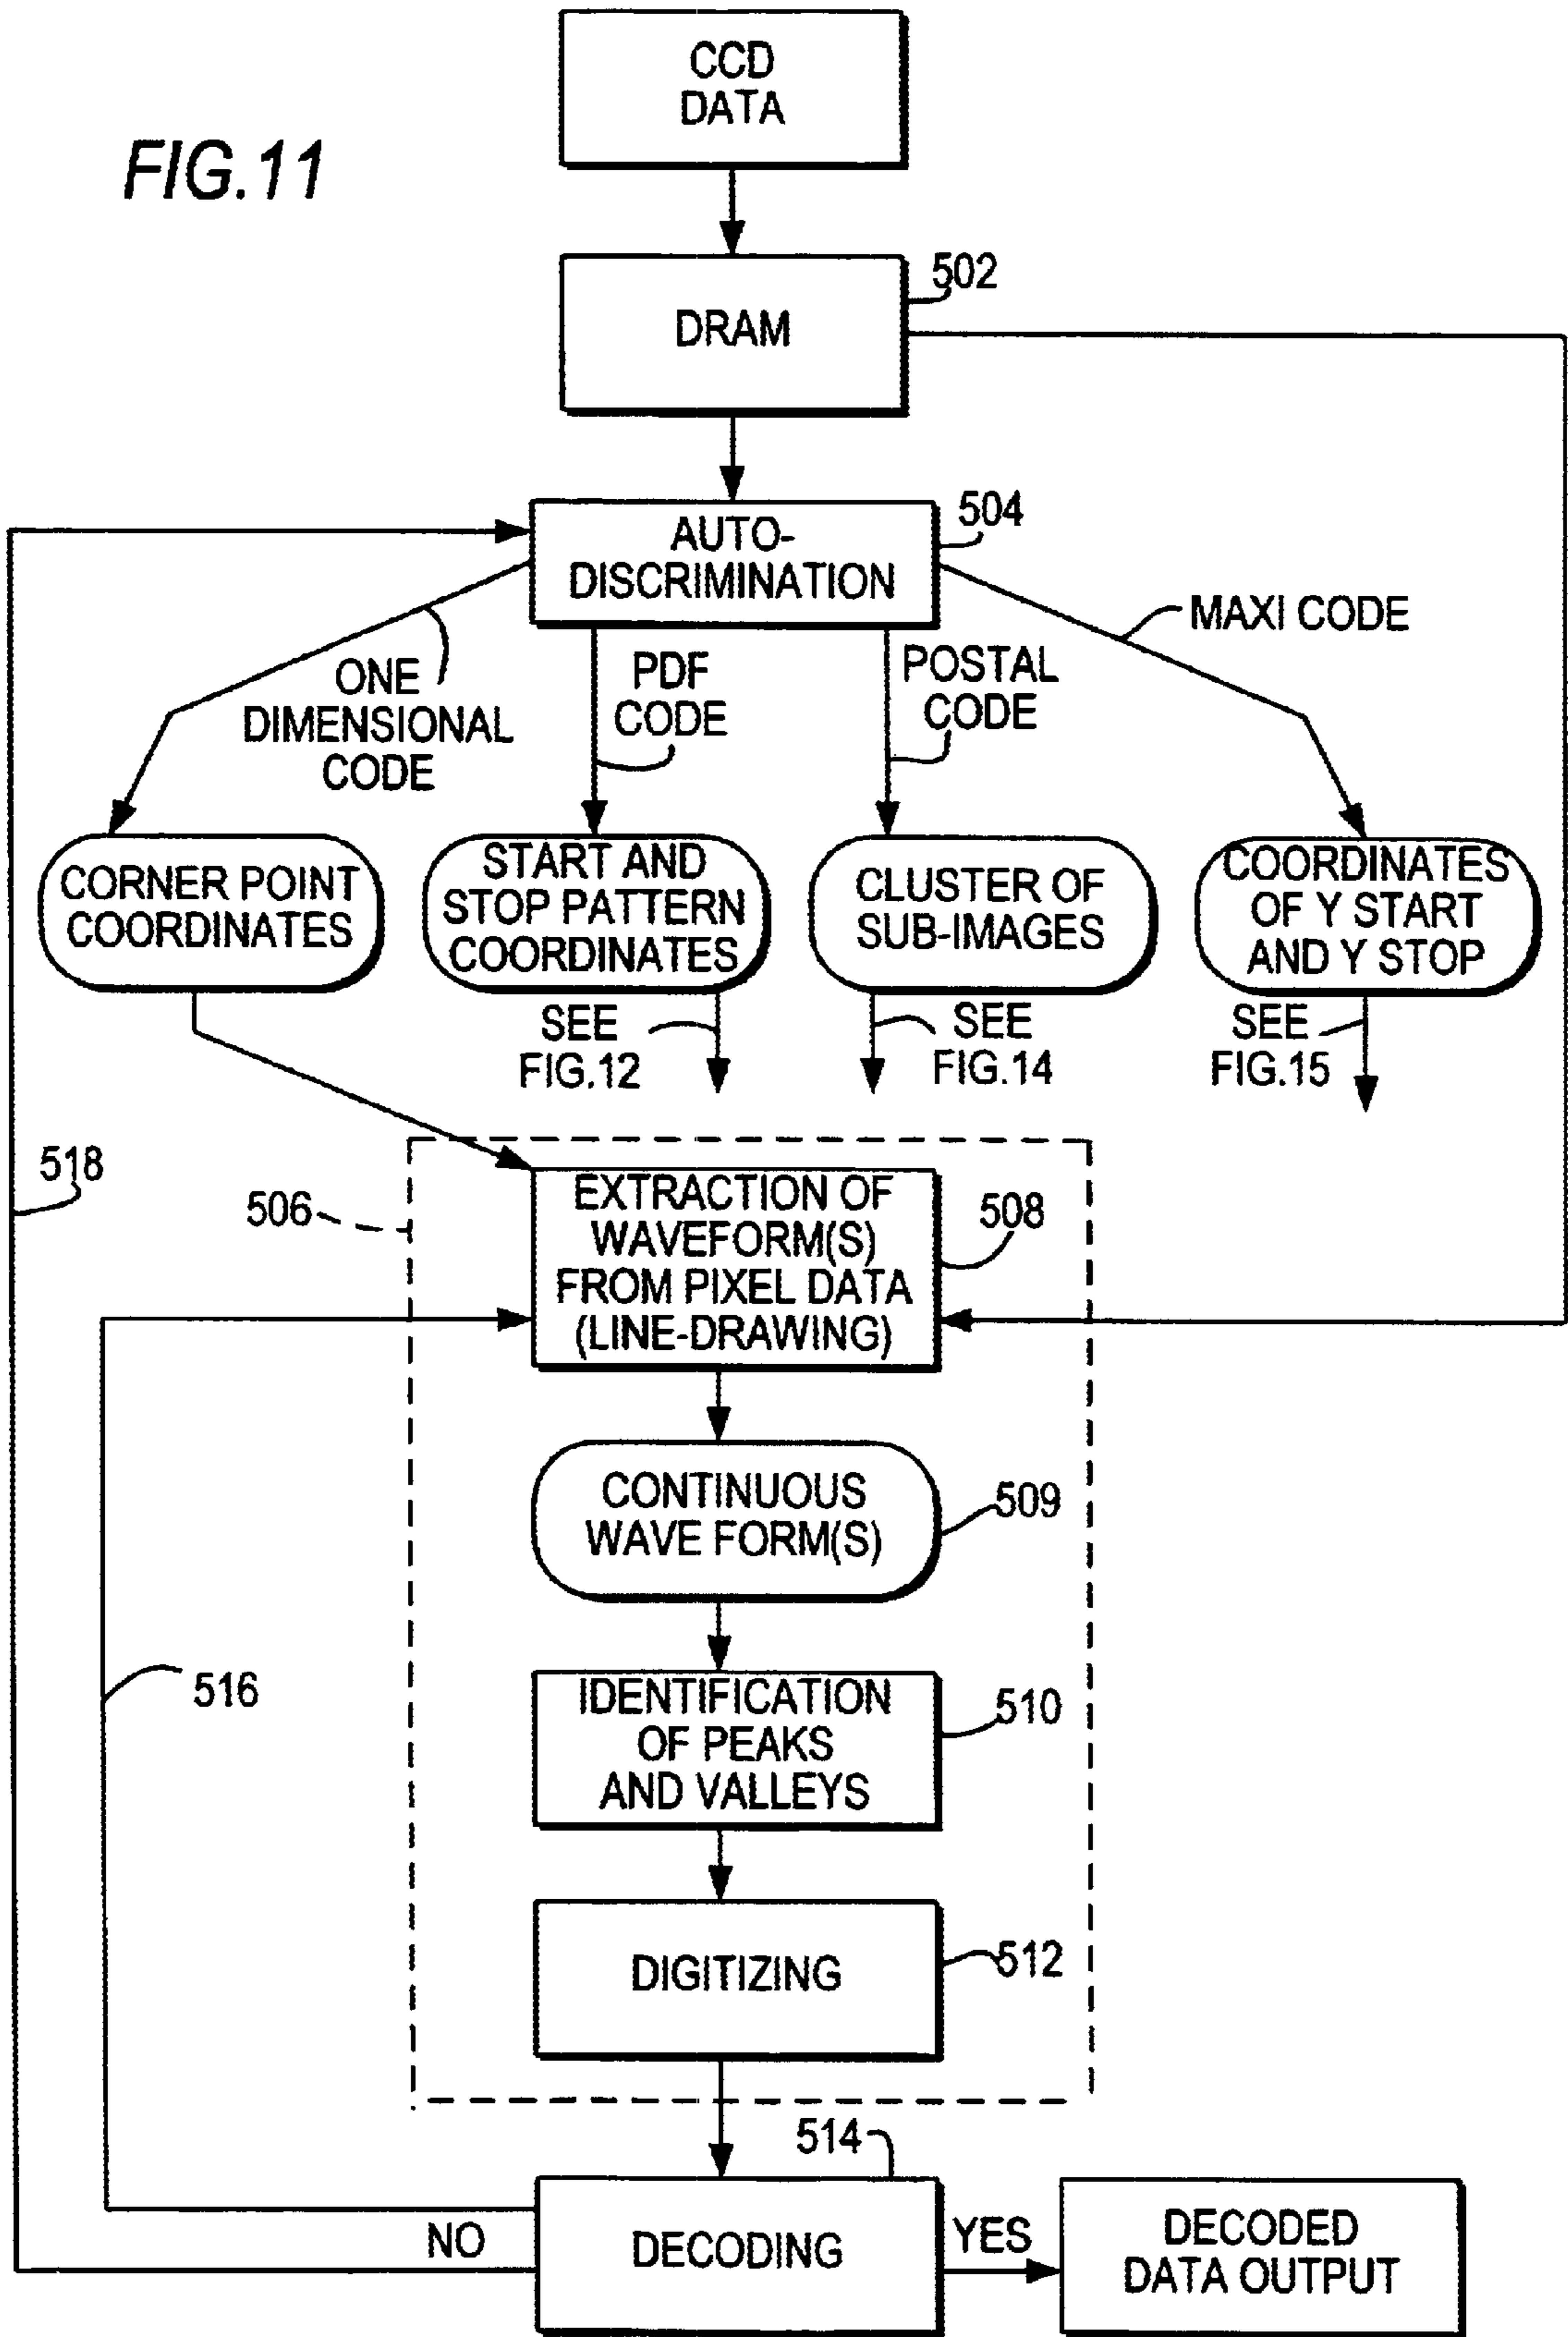 FIG.11
CCD
DATA
502
DRAM
504
AUTO-
DISCRIMINATION
MAXI CODE
ONE
DIMENSIONAL
CODE
PDF
CODE
POSTAL
CODE
CORNER POINT
COORDINATES
START AND
STOP PATTERN
COORDINATES
CLUSTER OF
SUB-IMAGES
COORDINATES
OF Y START
AND Y STOP
SEE
FIG.12
SEE
FIG.14
SEE
FIG.15
518
506
EXTRACTION OF
WAVEFORM(S)
FROM PIXEL DATA
(LINE-DRAWING)
508
CONTINUOUS
WAVE FORM(S)
509
516
IDENTIFICATION
OF PEAKS
AND VALLEYS
510
DIGITIZING
512
514
NO
DECODING
YES
DECODED
DATA OUTPUT